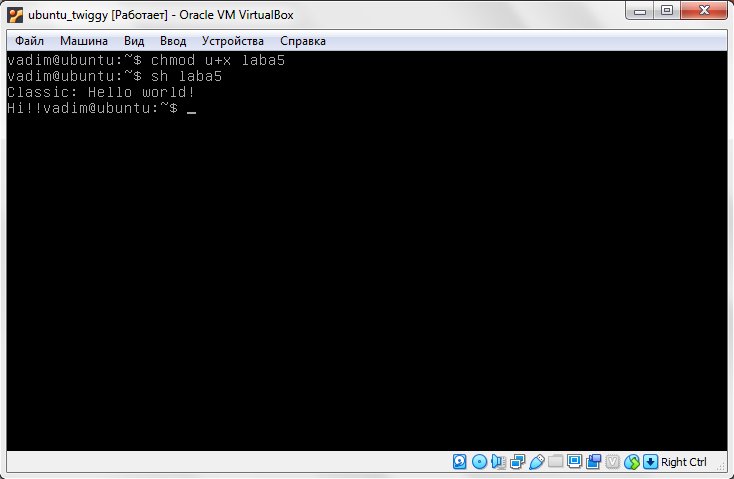 ubuntu_twiggy [Работает] - Oracle VM VirtualBox
Файл Машина Вид Ввод Устройства Справка
vadim@ubuntu:~$ chmod u+x laba5
vadim@ubuntu:~$ sh laba5
Classic: Hello world!
Hi!!vadim@ubuntu:~$ _
Right Ctrl